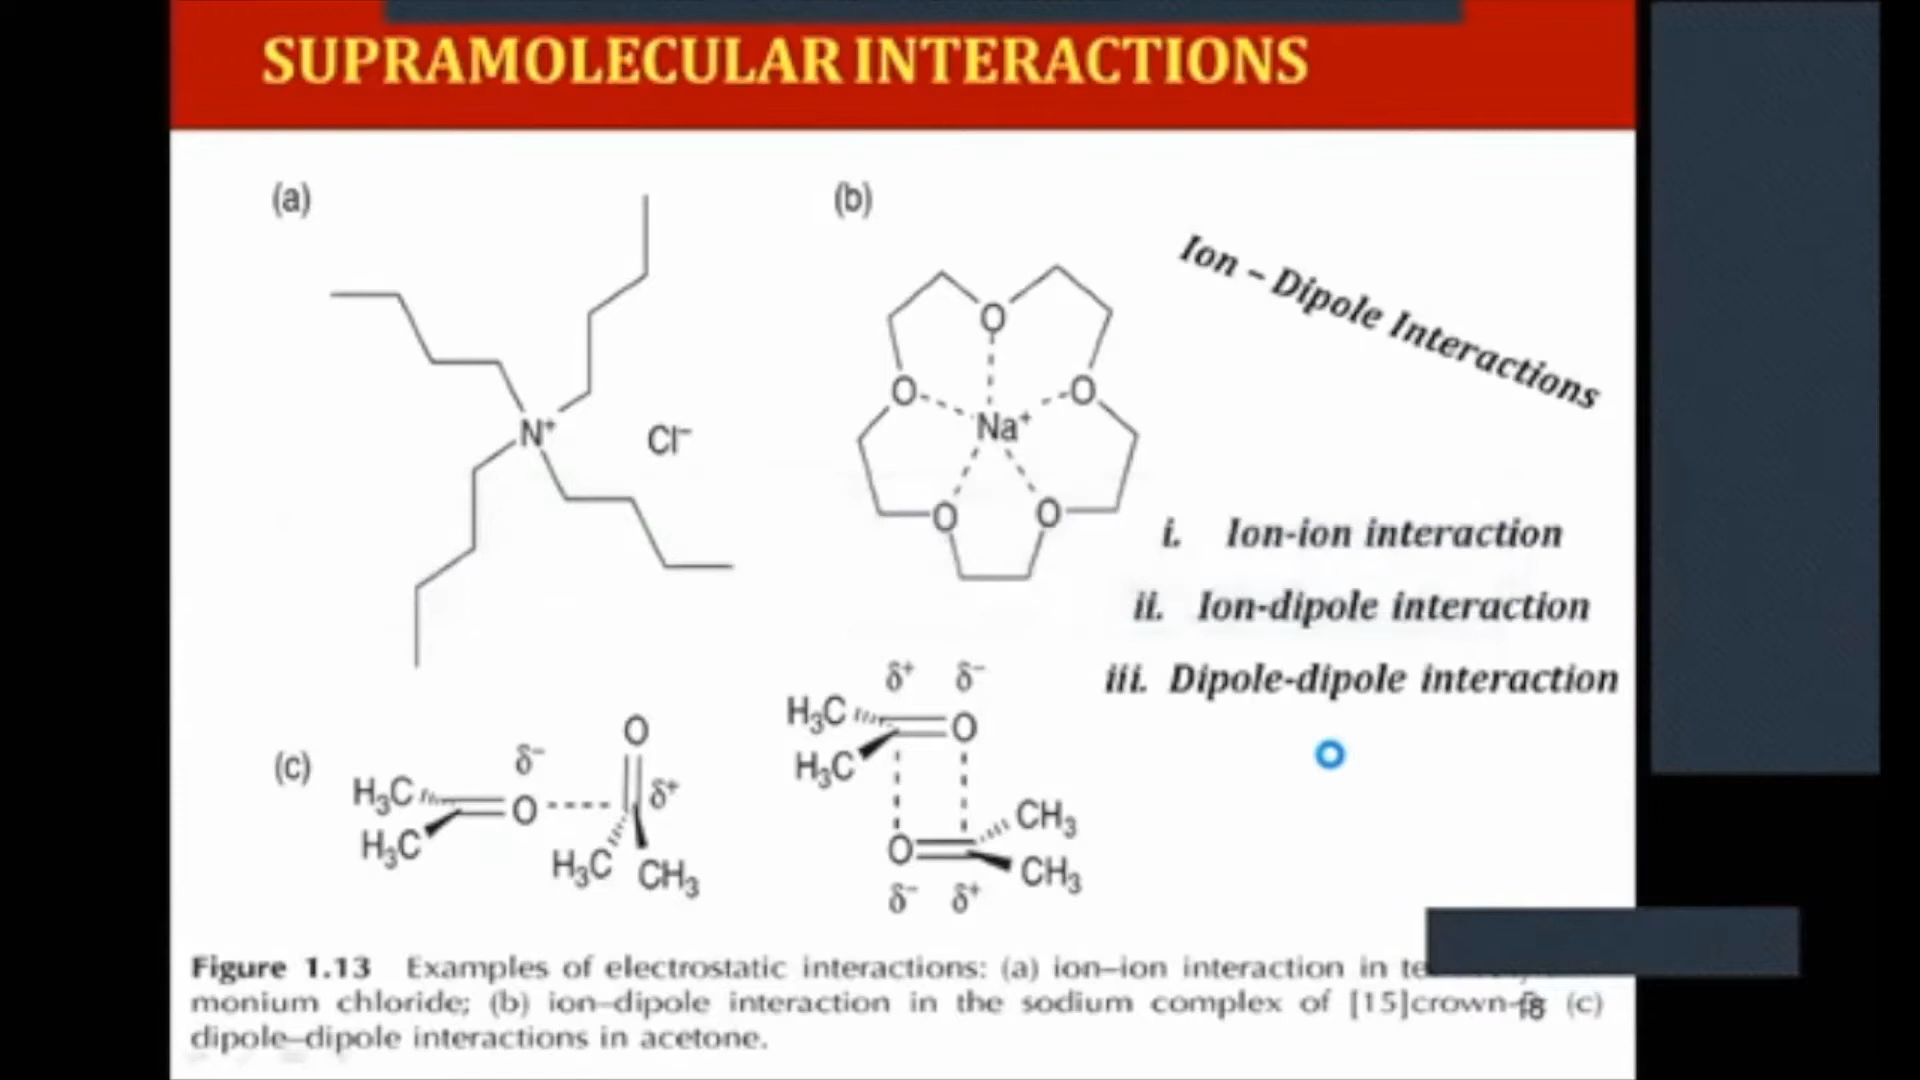 SUPRAMOLECULAR INTERACTIONS
(a)
(b)
Ion – Dipole Interactions
N⁺
Cl⁻
O
O
O
Na⁺
O
O
i. Ion-ion interaction
ii. Ion-dipole interaction
iii. Dipole-dipole interaction
(c)
H₃C
H₃C
δ⁻
O
O
δ⁺
H₃C
CH₃
δ⁺ δ⁻
H₃C
O
H₃C
CH₃
O
CH₃
δ⁻ δ⁺
Figure 1.13 Examples of electrostatic interactions: (a) ion–ion interaction in
monium chloride; (b) ion–dipole interaction in the sodium complex of [15]crown- (c)
dipole–dipole interactions in acetone.